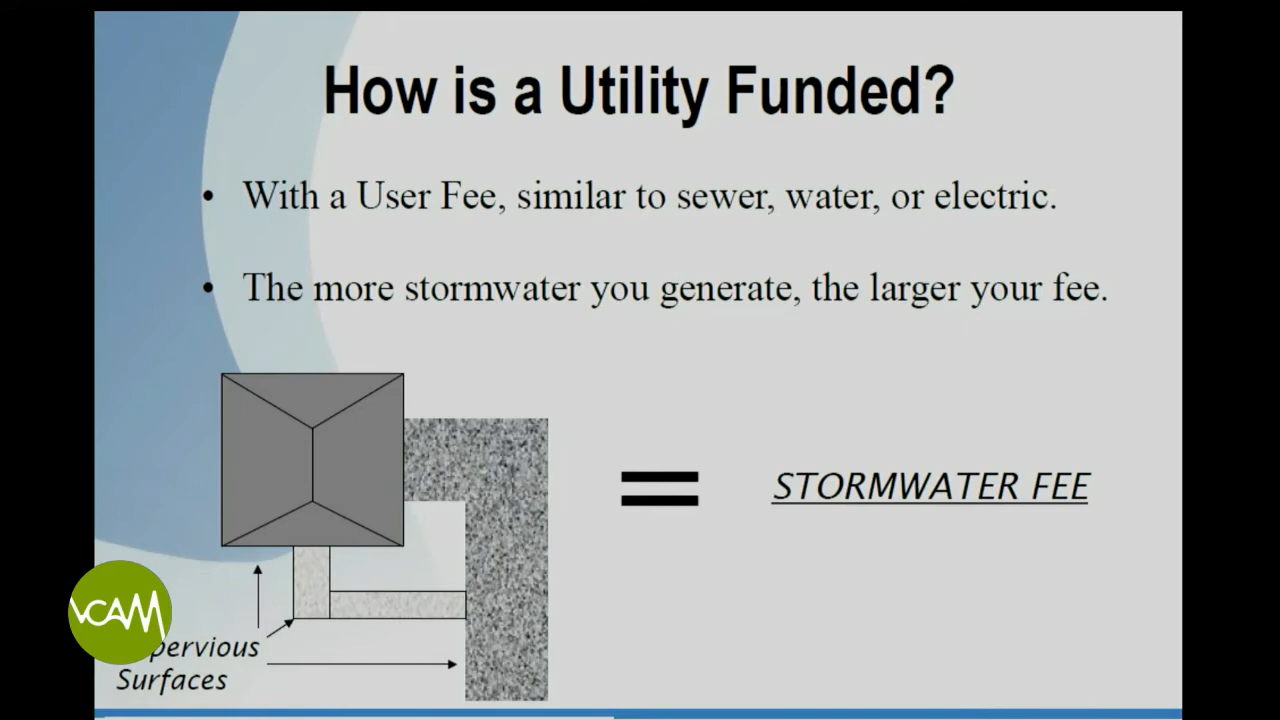 How is a Utility Funded?
• With a User Fee, similar to sewer, water, or electric.
• The more stormwater you generate, the larger your fee.
= STORMWATER FEE
VCAM
pervious
Surfaces